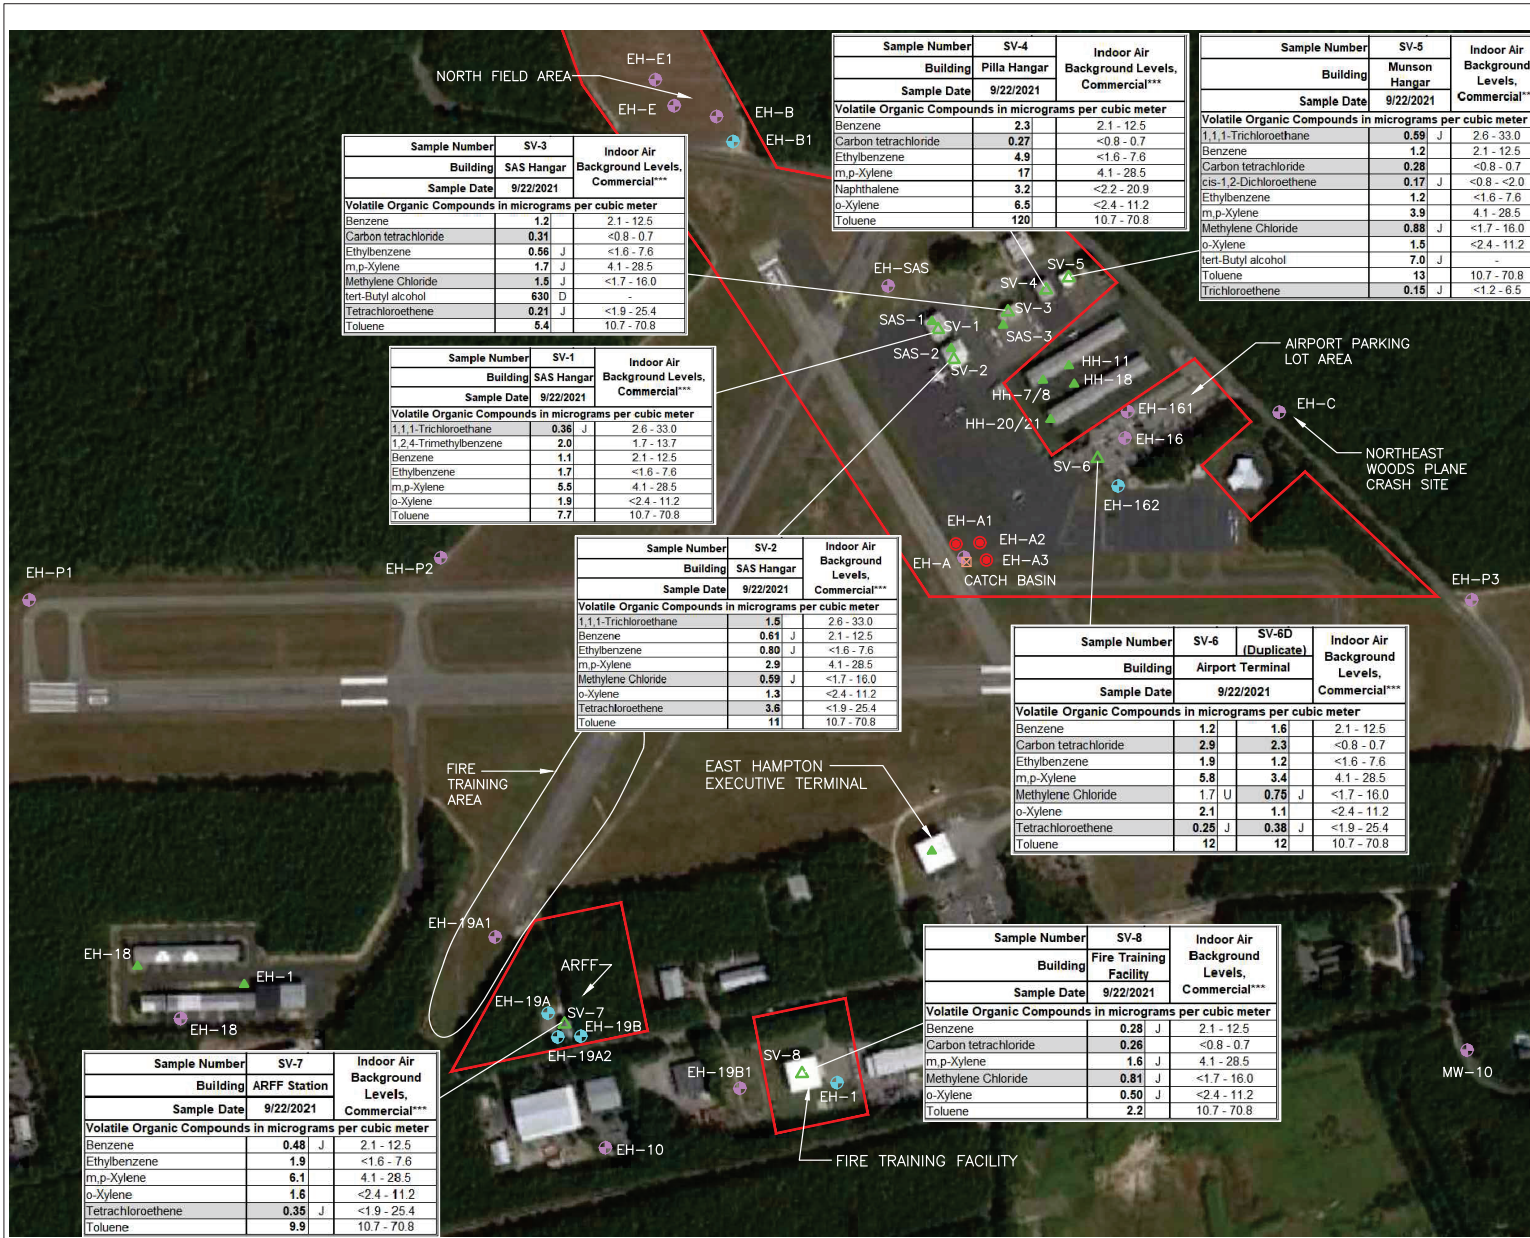 EH-E1
NORTH FIELD AREA
EH-E
EH-B
EH-B1
Sample Number SV-4 Indoor Air Background Levels, Commercial***
Building Pilla Hangar
Sample Date 9/22/2021
Volatile Organic Compounds in micrograms per cubic meter
Benzene 2.3 2.1 - 12.5
Carbon tetrachloride 0.27 <0.8 - 0.7
Ethylbenzene 4.9 <1.6 - 7.6
m,p-Xylene 17 4.1 - 28.5
Naphthalene 3.2 <2.2 - 20.9
o-Xylene 6.5 <2.4 - 11.2
Toluene 120 10.7 - 70.8
Sample Number SV-5 Indoor Air Background Levels, Commercial**
Building Munson Hangar
Sample Date 9/22/2021
Volatile Organic Compounds in micrograms per cubic meter
1,1,1-Trichloroethane 0.59 J 2.6 - 33.0
Benzene 1.2 2.1 - 12.5
Carbon tetrachloride 0.28 <0.8 - 0.7
cis-1,2-Dichloroethene 0.17 J <0.8 - <2.0
Ethylbenzene 1.2 <1.6 - 7.6
m,p-Xylene 3.9 4.1 - 28.5
Methylene Chloride 0.88 J <1.7 - 16.0
o-Xylene 1.5 <2.4 - 11.2
tert-Butyl alcohol 7.0 J -
Toluene 13 10.7 - 70.8
Trichloroethene 0.15 J <1.2 - 6.5
Sample Number SV-3 Indoor Air Background Levels, Commercial***
Building SAS Hangar
Sample Date 9/22/2021
Volatile Organic Compounds in micrograms per cubic meter
Benzene 1.2 2.1 - 12.5
Carbon tetrachloride 0.31 <0.8 - 0.7
Ethylbenzene 0.56 J <1.6 - 7.6
m,p-Xylene 1.7 J 4.1 - 28.5
Methylene Chloride 1.5 J <1.7 - 16.0
tert-Butyl alcohol 630 D -
Tetrachloroethene 0.21 J <1.9 - 25.4
Toluene 5.4 10.7 - 70.8
EH-SAS
SV-5
SV-4
SV-3
SAS-1
SV-1
SAS-3
SAS-2
SV-2
HH-11
HH-18
HH-7/8
HH-20/21
AIRPORT PARKING
LOT AREA
EH-161
EH-C
EH-16
SV-6
NORTHEAST
WOODS PLANE
CRASH SITE
EH-162
Sample Number SV-1 Indoor Air Background Levels, Commercial***
Building SAS Hangar
Sample Date 9/22/2021
Volatile Organic Compounds in micrograms per cubic meter
1,1,1-Trichloroethane 0.36 J 2.6 - 33.0
1,2,4-Trimethylbenzene 2.0 1.7 - 13.7
Benzene 1.1 2.1 - 12.5
Ethylbenzene 1.7 <1.6 - 7.6
m,p-Xylene 5.5 4.1 - 28.5
o-Xylene 1.9 <2.4 - 11.2
Toluene 7.7 10.7 - 70.8
EH-A1
EH-A2
EH-A
EH-A3
CATCH BASIN
EH-P1
EH-P2
EH-P3
Sample Number SV-2 Indoor Air Background Levels, Commercial***
Building SAS Hangar
Sample Date 9/22/2021
Volatile Organic Compounds in micrograms per cubic meter
1,1,1-Trichloroethane 1.5 2.6 - 33.0
Benzene 0.61 J 2.1 - 12.5
Ethylbenzene 0.80 J <1.6 - 7.6
m,p-Xylene 2.9 4.1 - 28.5
Methylene Chloride 0.59 J <1.7 - 16.0
o-Xylene 1.3 <2.4 - 11.2
Tetrachloroethene 3.6 <1.9 - 25.4
Toluene 11 10.7 - 70.8
Sample Number SV-6 SV-6D (Duplicate) Indoor Air Background Levels, Commercial***
Building Airport Terminal
Sample Date 9/22/2021
Volatile Organic Compounds in micrograms per cubic meter
Benzene 1.2 1.6 2.1 - 12.5
Carbon tetrachloride 2.9 2.3 <0.8 - 0.7
Ethylbenzene 1.9 1.2 <1.6 - 7.6
m,p-Xylene 5.8 3.4 4.1 - 28.5
Methylene Chloride 1.7 U 0.75 J <1.7 - 16.0
o-Xylene 2.1 1.1 <2.4 - 11.2
Tetrachloroethene 0.25 J 0.38 J <1.9 - 25.4
Toluene 12 12 10.7 - 70.8
FIRE
TRAINING
AREA
EAST HAMPTON
EXECUTIVE TERMINAL
EH-19A1
EH-18
EH-1
EH-18
ARFF
EH-19A
SV-7
EH-19B
EH-19A2
SV-8
EH-19B1
EH-1
EH-10
MW-10
FIRE TRAINING FACILITY
Sample Number SV-8 Indoor Air Background Levels, Commercial***
Building Fire Training Facility
Sample Date 9/22/2021
Volatile Organic Compounds in micrograms per cubic meter
Benzene 0.28 J 2.1 - 12.5
Carbon tetrachloride 0.26 <0.8 - 0.7
m,p-Xylene 1.6 J 4.1 - 28.5
Methylene Chloride 0.81 J <1.7 - 16.0
o-Xylene 0.50 J <2.4 - 11.2
Toluene 2.2 10.7 - 70.8
Sample Number SV-7 Indoor Air Background Levels, Commercial***
Building ARFF Station
Sample Date 9/22/2021
Volatile Organic Compounds in micrograms per cubic meter
Benzene 0.48 J 2.1 - 12.5
Ethylbenzene 1.9 <1.6 - 7.6
m,p-Xylene 6.1 4.1 - 28.5
o-Xylene 1.6 <2.4 - 11.2
Tetrachloroethene 0.35 J <1.9 - 25.4
Toluene 9.9 10.7 - 70.8